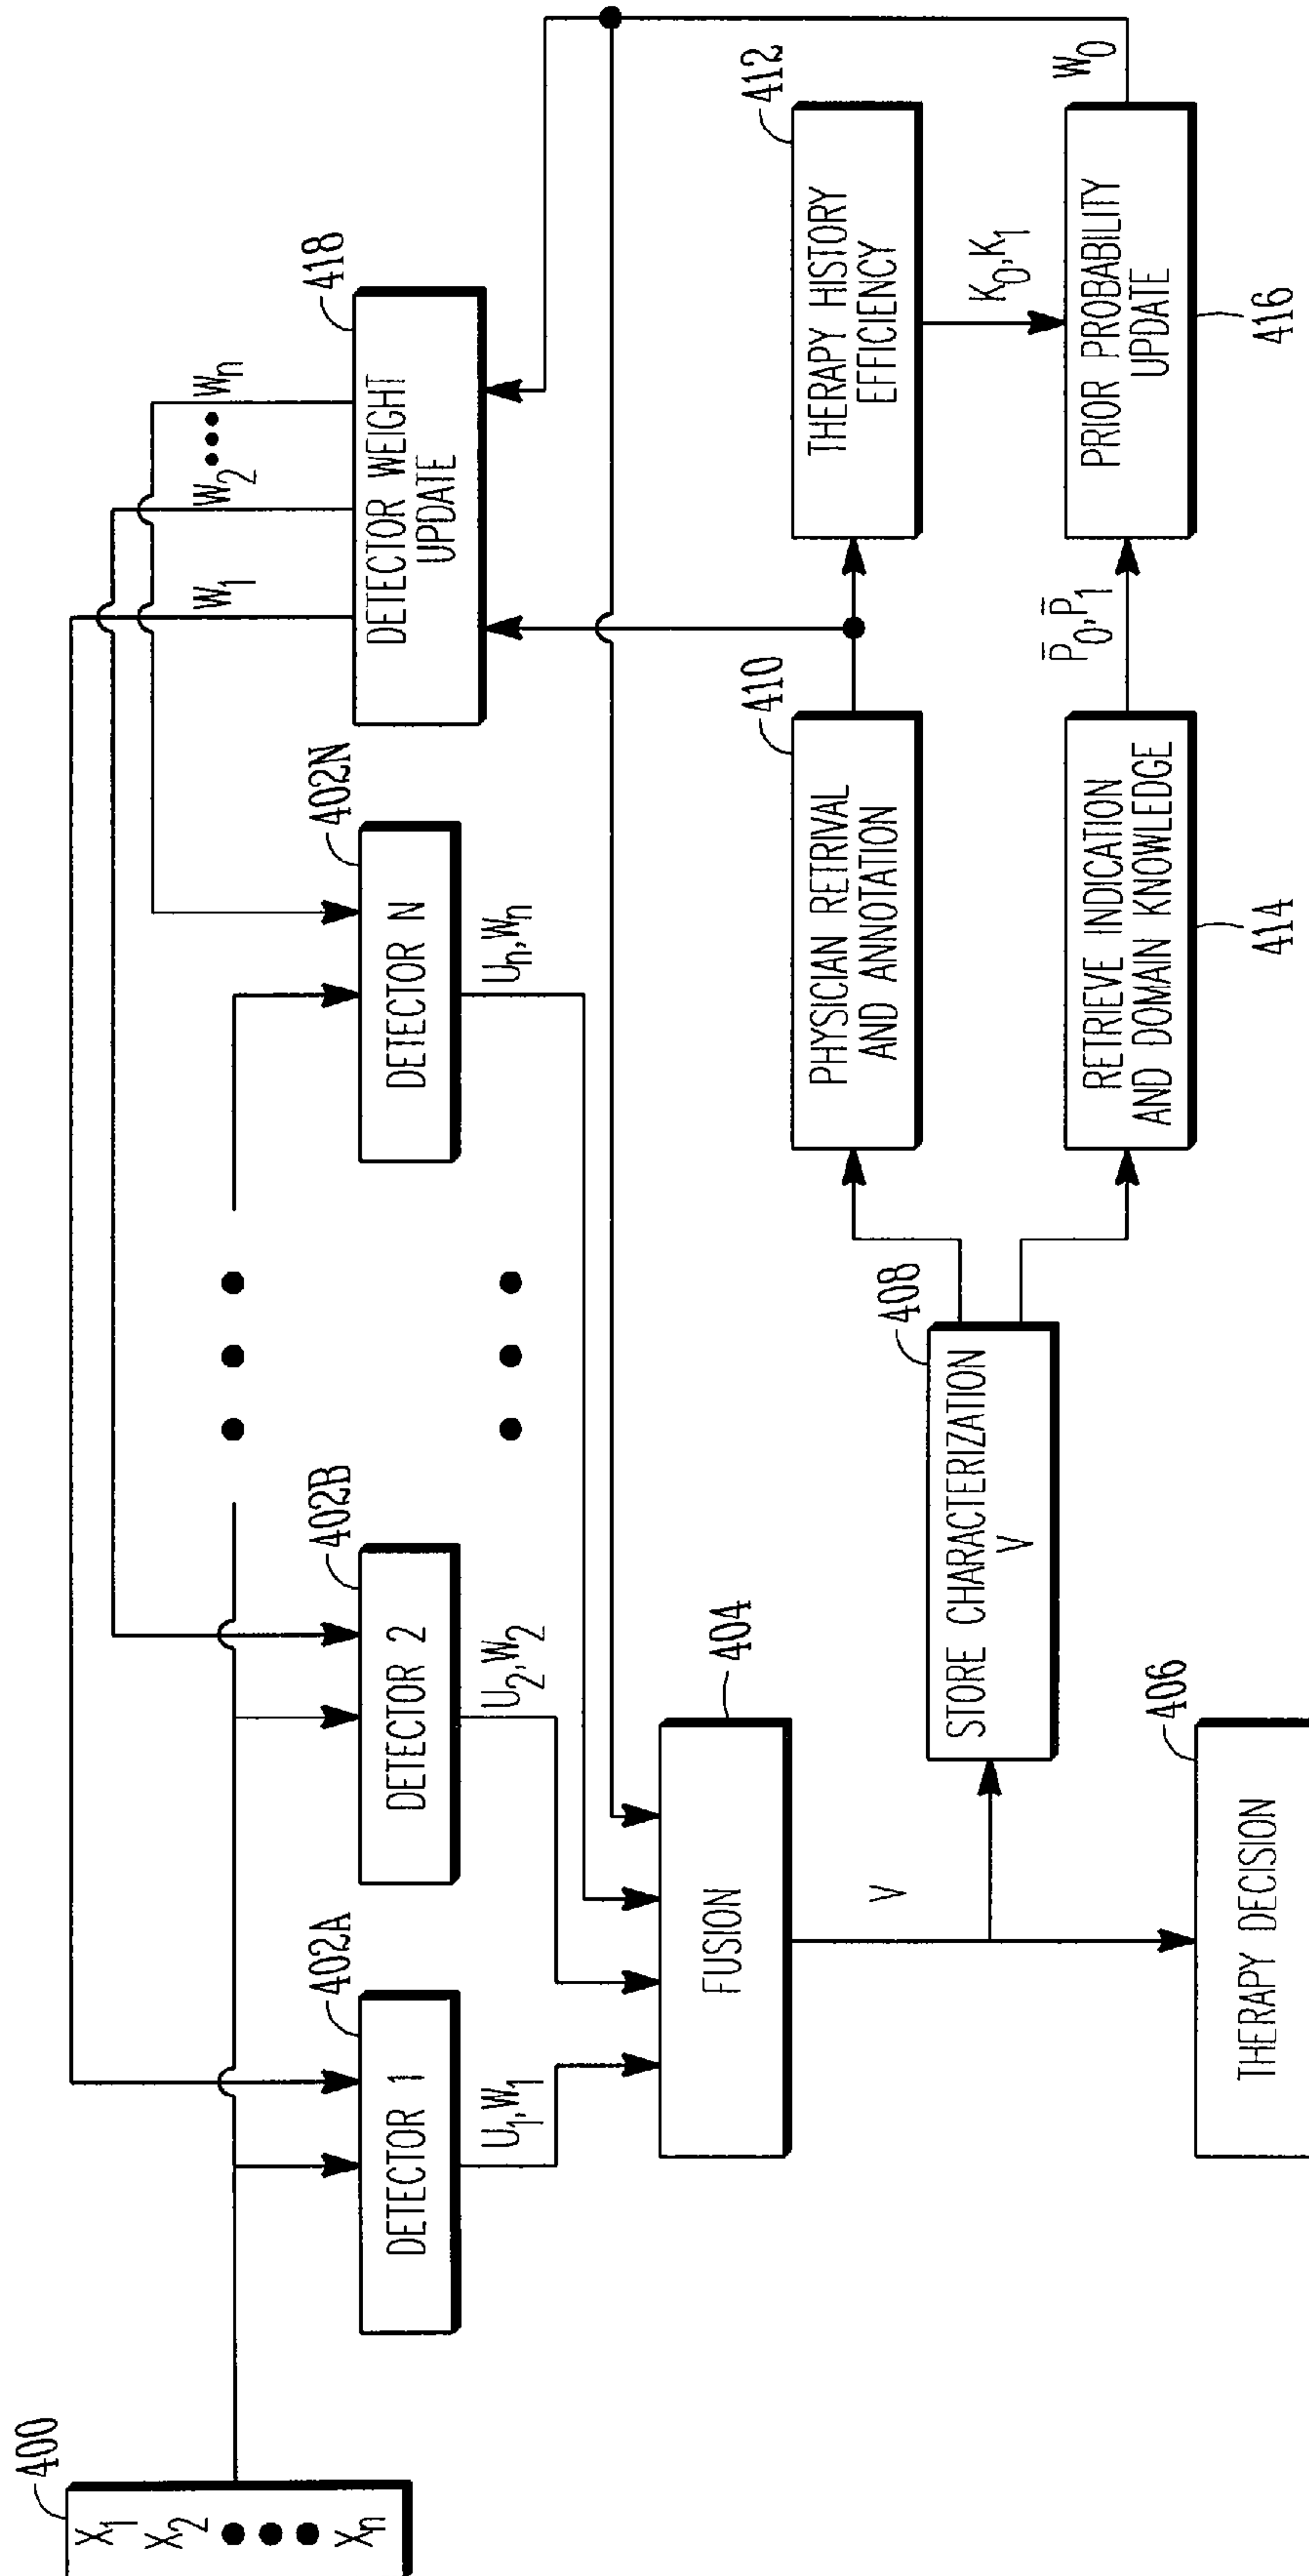 400
X1
X2
Xn
DETECTOR 1
402A
U1,W1
DETECTOR 2
402B
U2,W2
DETECTOR N
402N
Un,Wn
DETECTOR WEIGHT
UPDATE
418
W1
W2
Wn
FUSION
404
V
THERAPY DECISION
406
STORE CHARACTERIZATION
V
408
PHYSICIAN RETRIVAL
AND ANNOTATION
410
THERAPY HISTORY
EFFICIENCY
412
K0,K1
RETRIEVE INDICATION
AND DOMAIN KNOWLEDGE
414
P̄0,P̄1
PRIOR PROBABILITY
UPDATE
416
W0